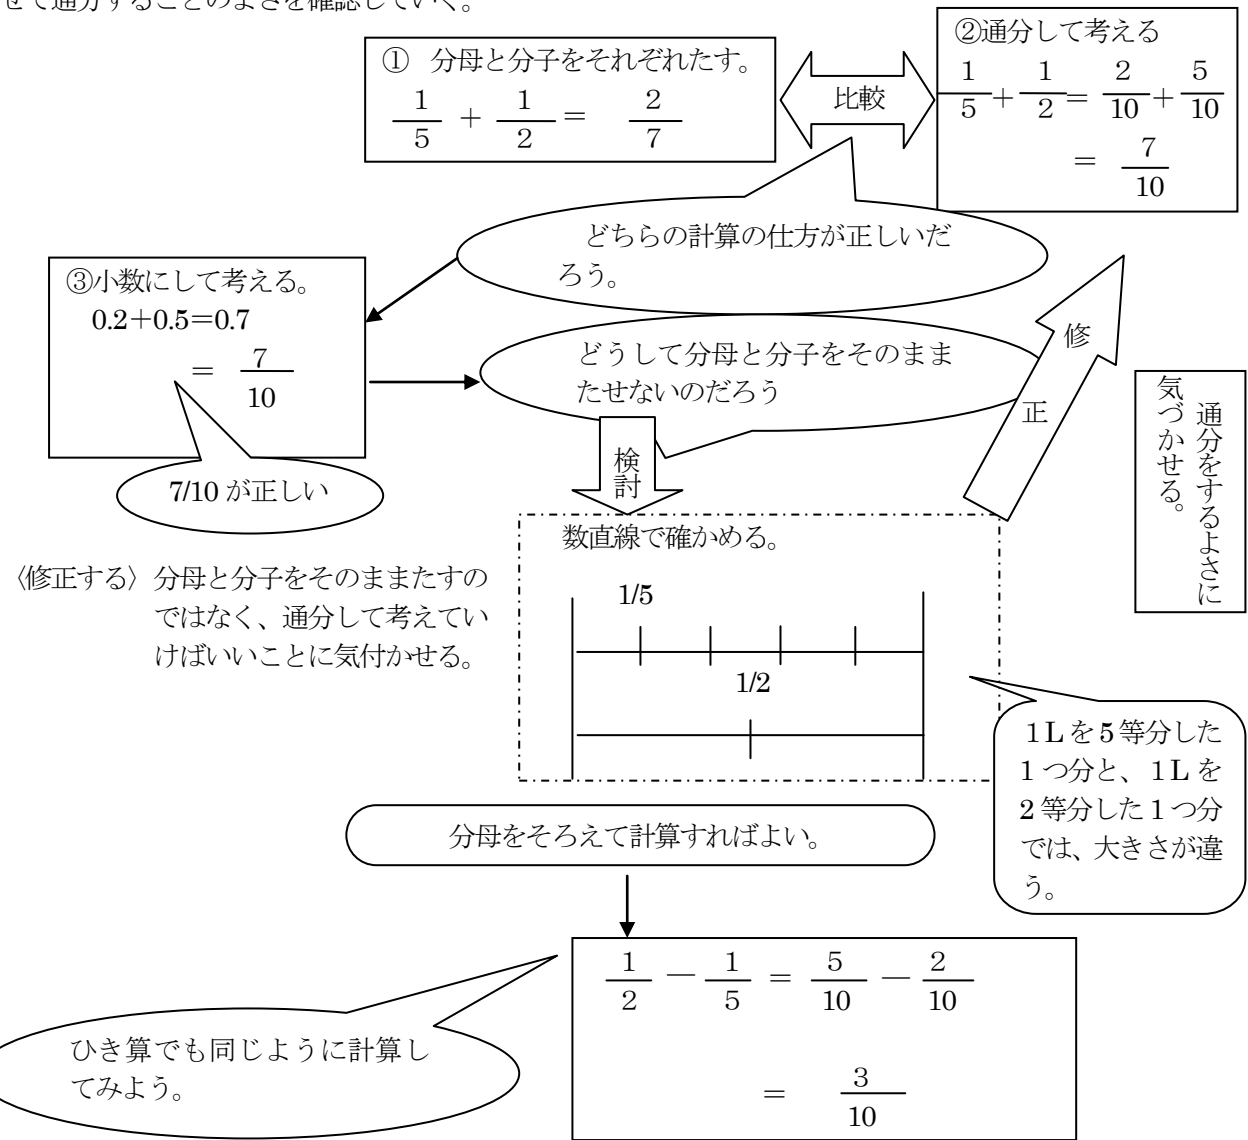 せて通分することのよさを確認していく。
① 分母と分子をそれぞれたす。
1/5 + 1/2 = 2/7
比較
②通分して考える
1/5 + 1/2 = 2/10 + 5/10
= 7/10
どちらの計算の仕方が正しいだ
ろう。
③小数にして考える。
0.2+0.5=0.7
= 7/10
どうして分母と分子をそのまま
たせないのだろう
修
正
通分をするよさに
気づかせる。
7/10 が正しい
検
討
数直線で確かめる。
〈修正する〉分母と分子をそのままたすの
ではなく、通分して考えてい
けばいいことに気付かせる。
1/5
1/2
1Lを5等分した
1つ分と、1Lを
2等分した1つ分
では、大きさが違
う。
分母をそろえて計算すればよい。
1/2 − 1/5 = 5/10 − 2/10
= 3/10
ひき算でも同じように計算し
てみよう。